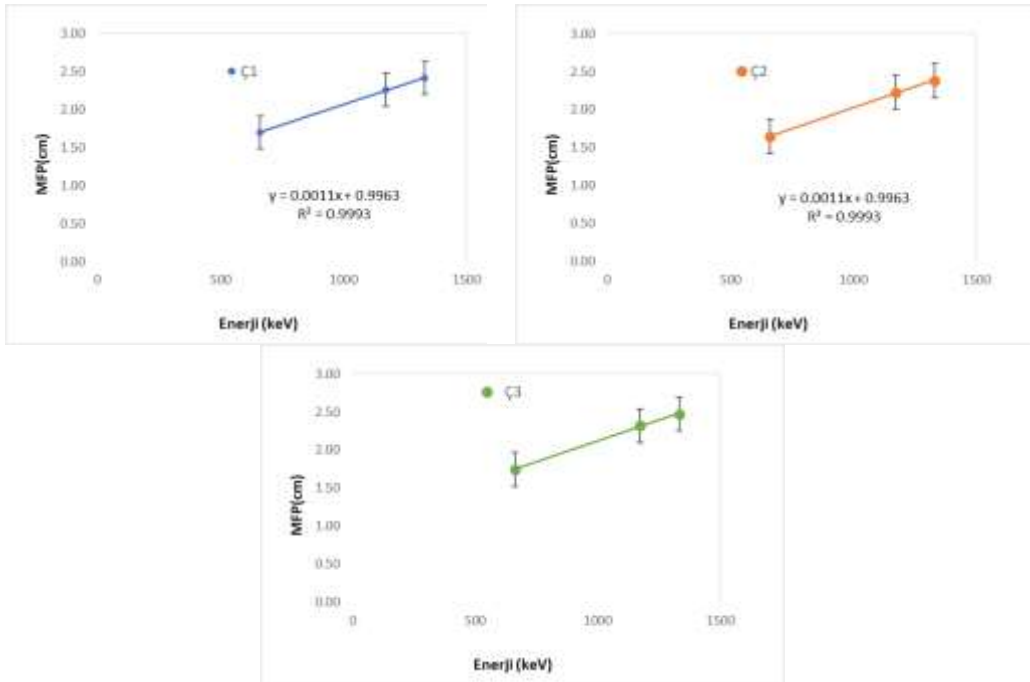 3.00
Ç1
2.50
2.00
1.50
1.00
0.50
0.00
MFP(cm)
y = 0.0011x + 0.9963
R² = 0.9993
0
500
1000
1500
Enerji (keV)
3.00
Ç2
2.50
2.00
1.50
1.00
0.50
0.00
MFP(cm)
y = 0.0011x + 0.9963
R² = 0.9993
0
500
1000
1500
Enerji (keV)
3.00
Ç3
2.50
2.00
1.50
1.00
0.50
0.00
MFP(cm)
0
500
1000
1500
Enerji (keV)